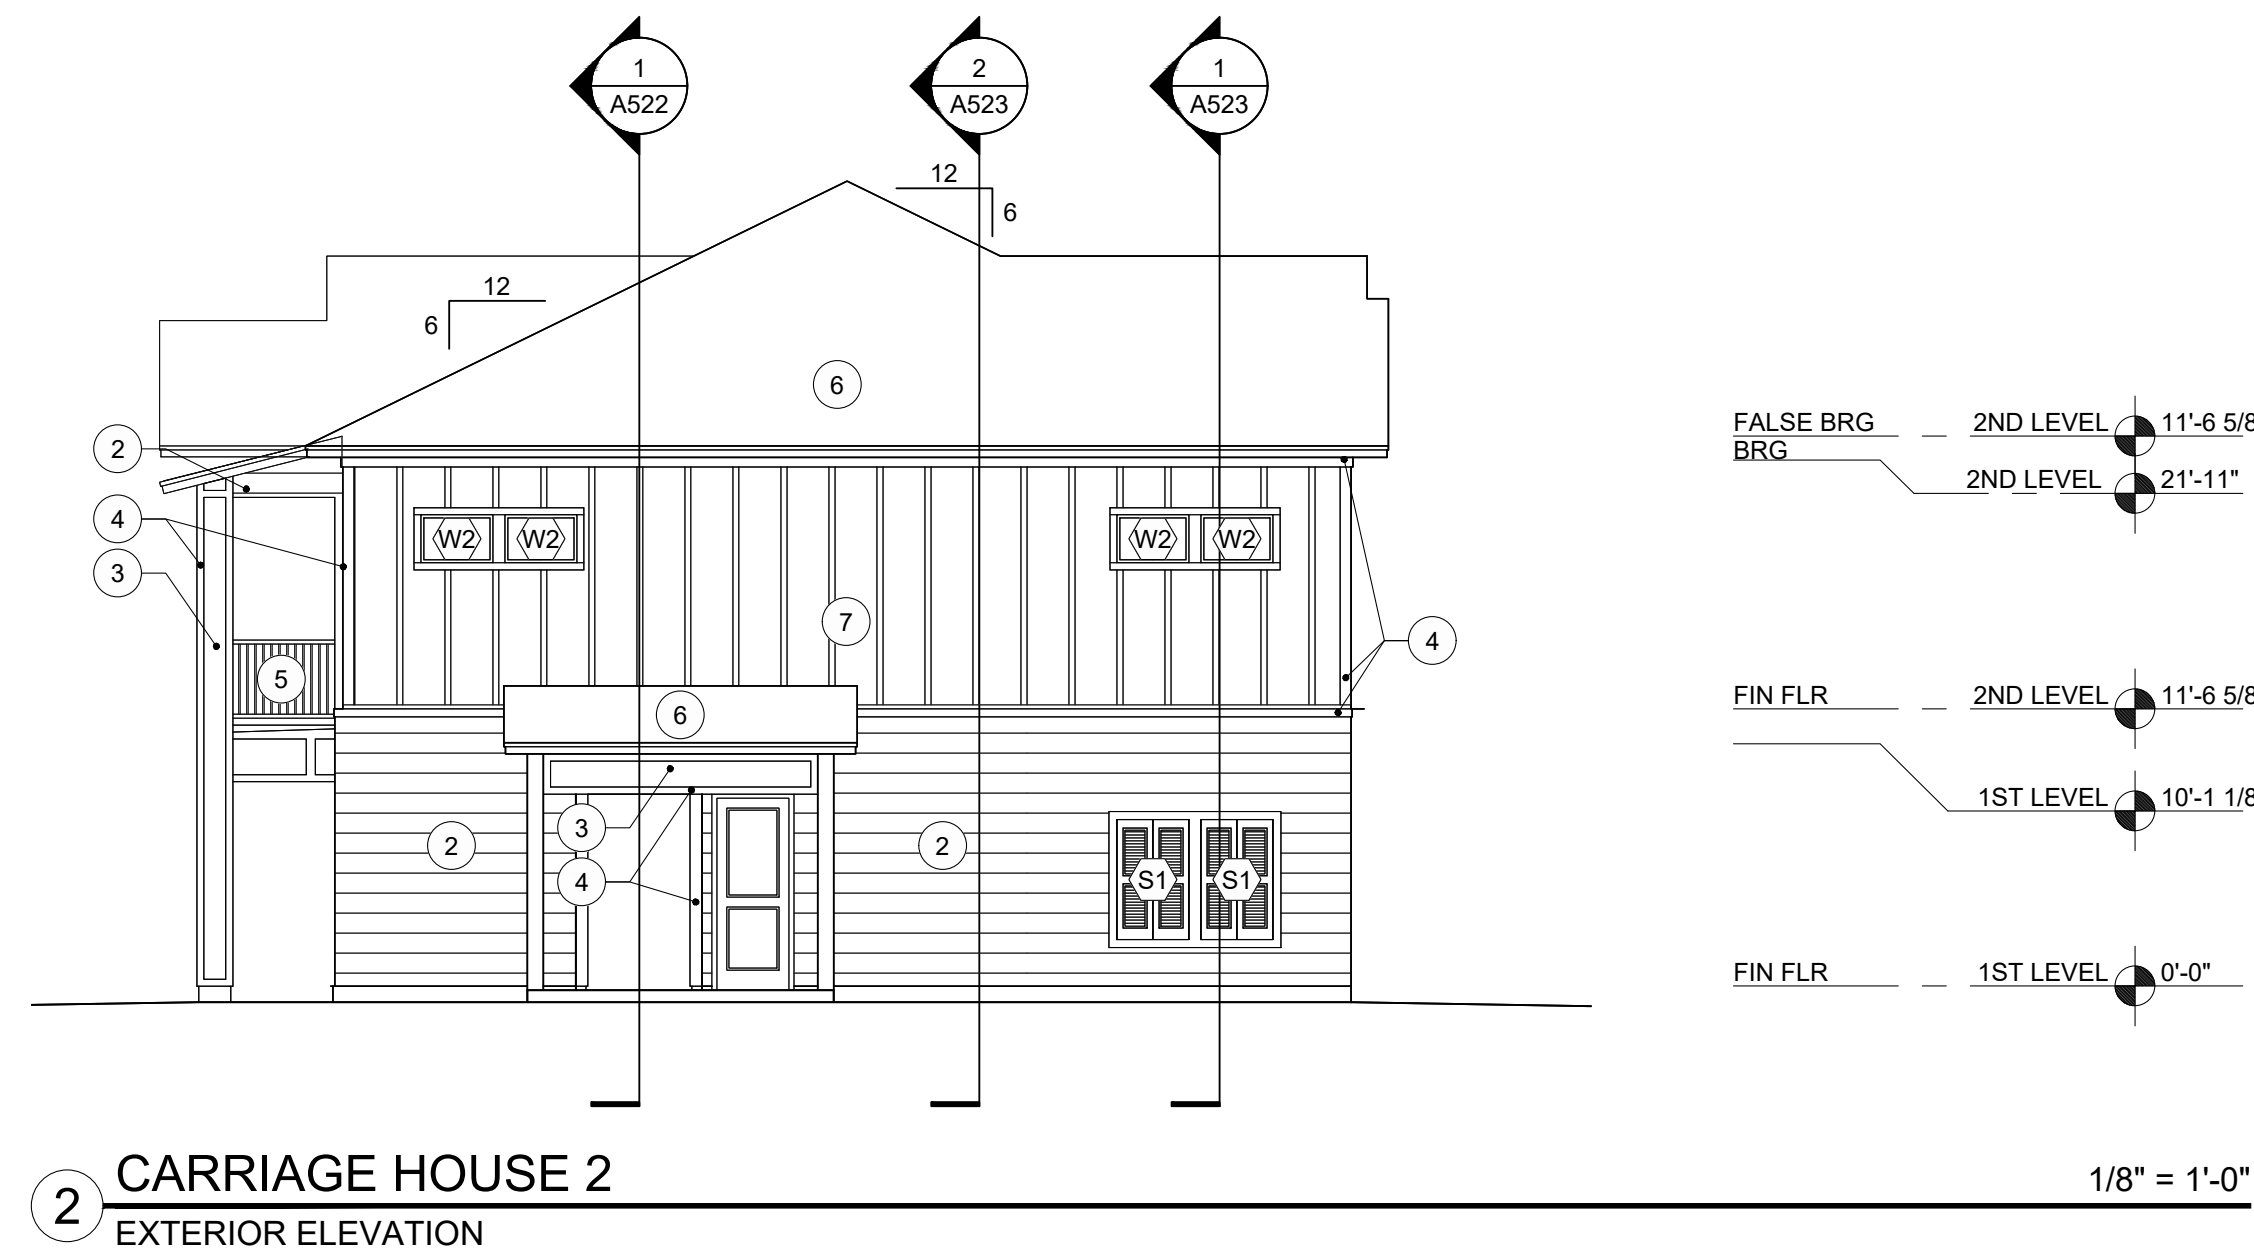 1
A522
2
A523
1
A523
12
6
12
6
6
FALSE BRG 2ND LEVEL 11'-6 5/8
BRG
2ND LEVEL 21'-11"
2
4
3
W2 W2 W2 W2
7
4
5
6
FIN FLR 2ND LEVEL 11'-6 5/8
1ST LEVEL 10'-1 1/8
3
2
2
4
S1 S1
FIN FLR 1ST LEVEL 0'-0"
2
CARRIAGE HOUSE 2
1/8" = 1'-0"
EXTERIOR ELEVATION